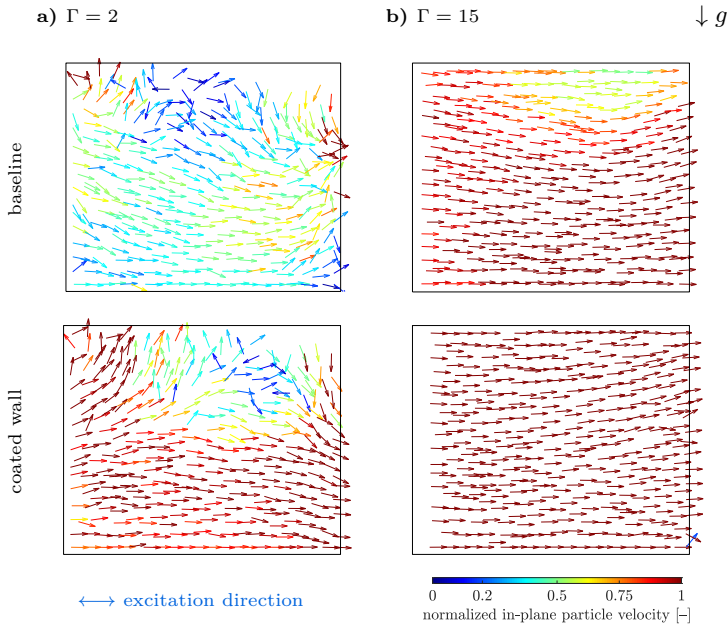 a) Γ = 2
b) Γ = 15
↓ g
baseline
coated wall
⟷ excitation direction
0 0.2 0.5 0.75 1
normalized in-plane particle velocity [–]